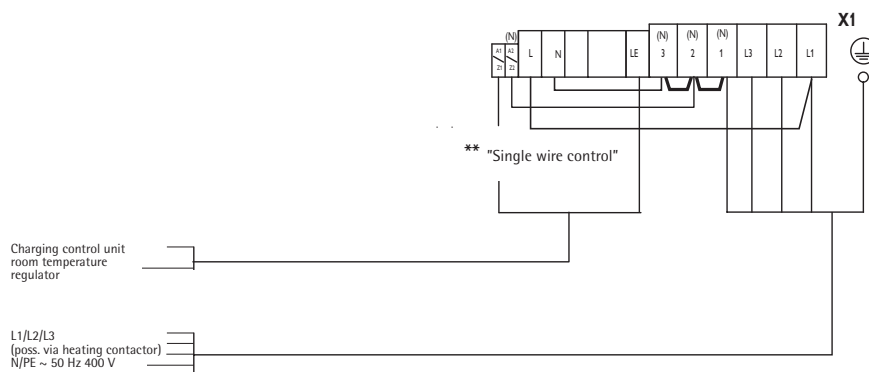 X1
(N) (N) (N) (N)
A1 A2 L N LE 3 2 1 L3 L2 L1
Z1 Z2
** "Single wire control"
Charging control unit
room temperature
regulator
L1/L2/L3
(poss. via heating contactor)
N/PE ~ 50 Hz 400 V